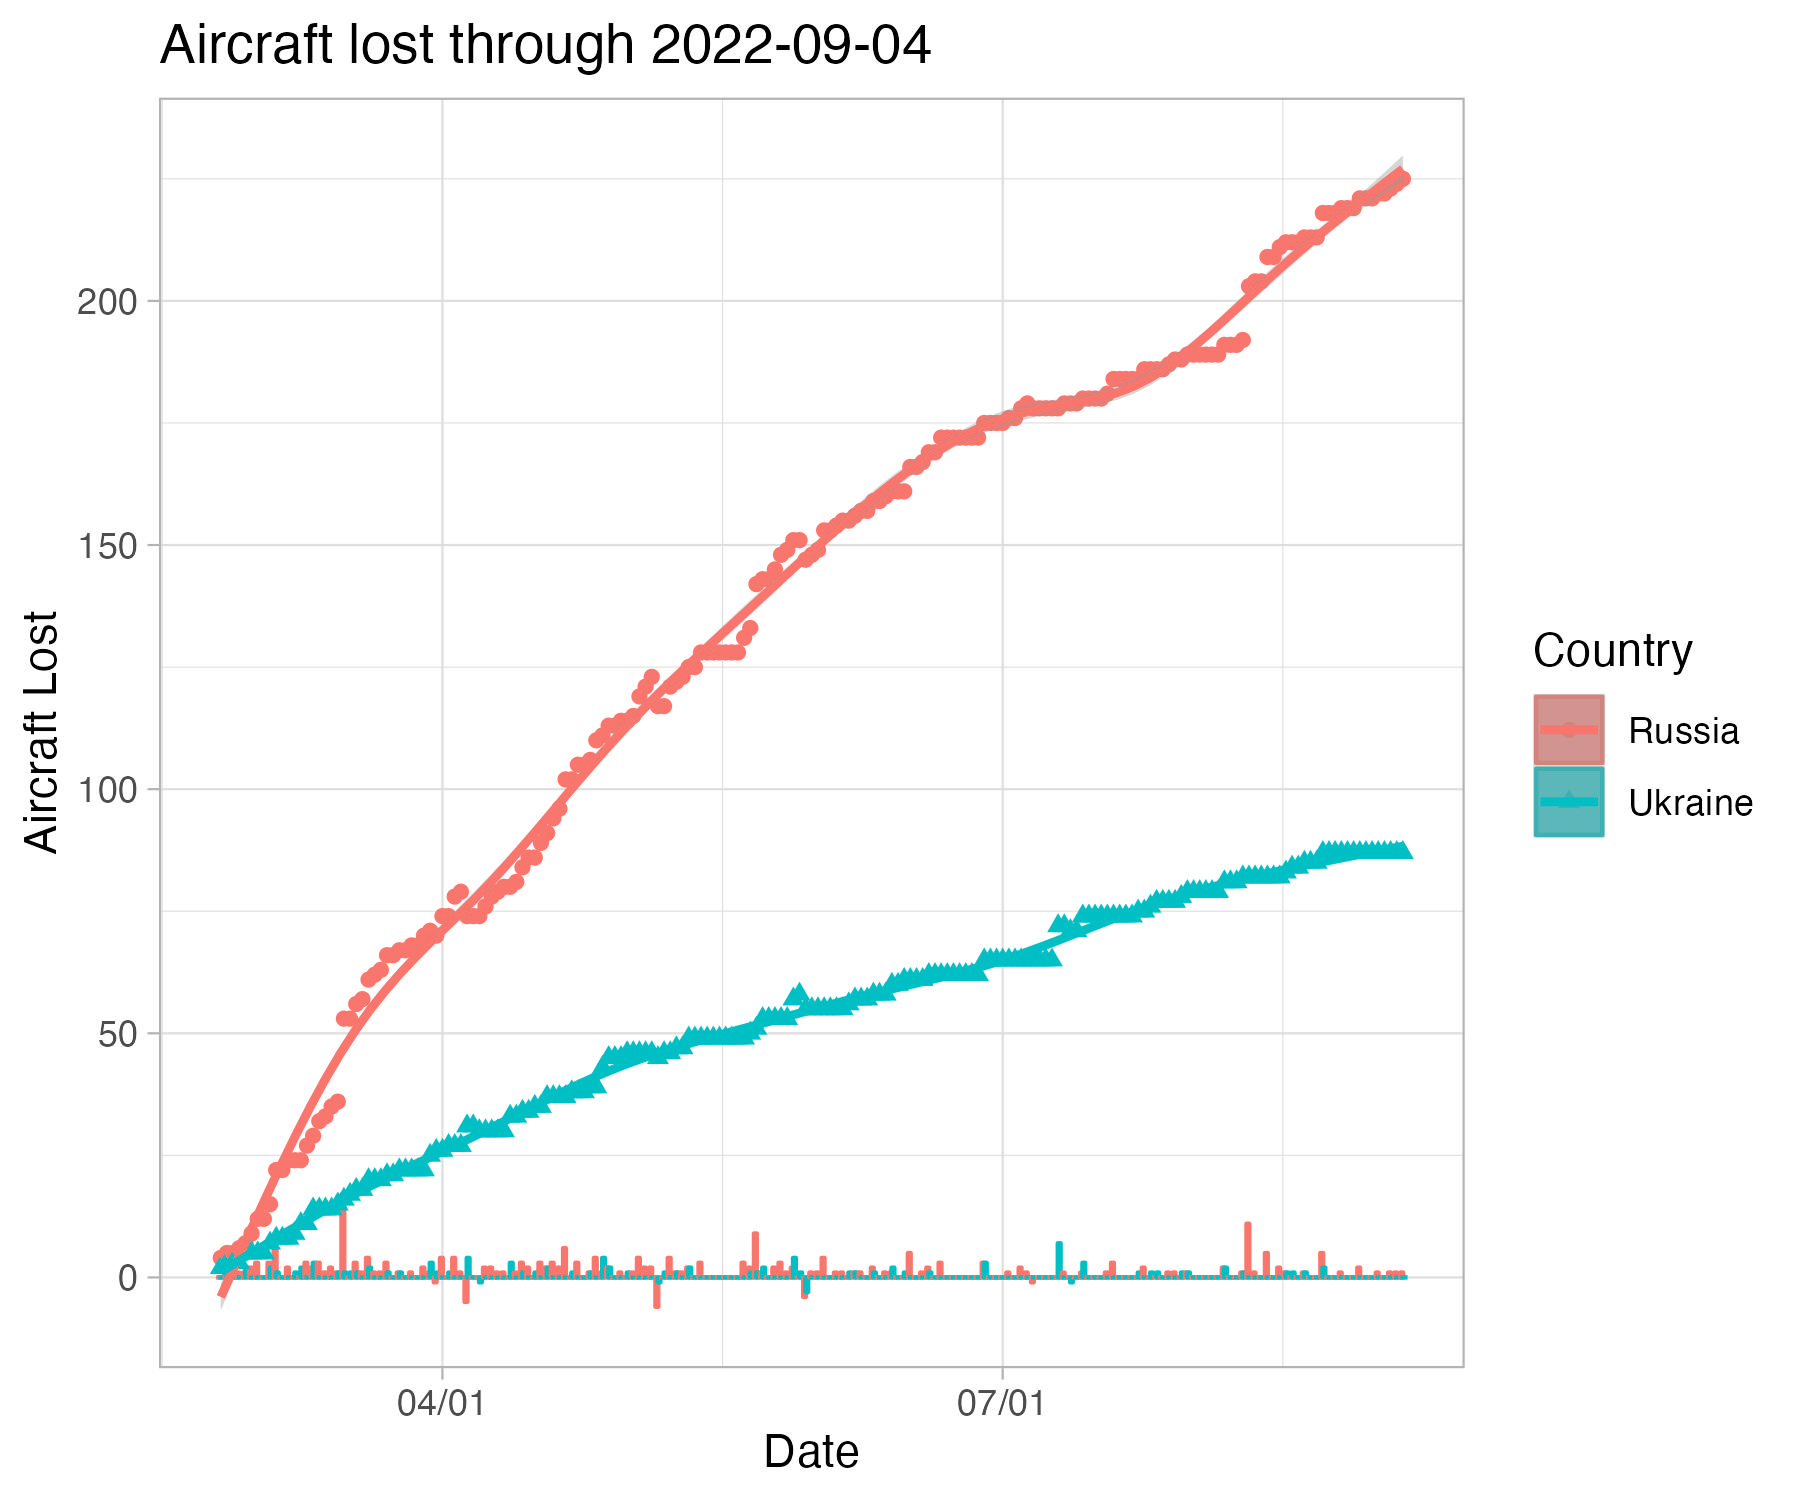 Aircraft lost through 2022-09-04
Aircraft Lost
200
150
100
50
0
04/01
07/01
Date
Country
Russia
Ukraine